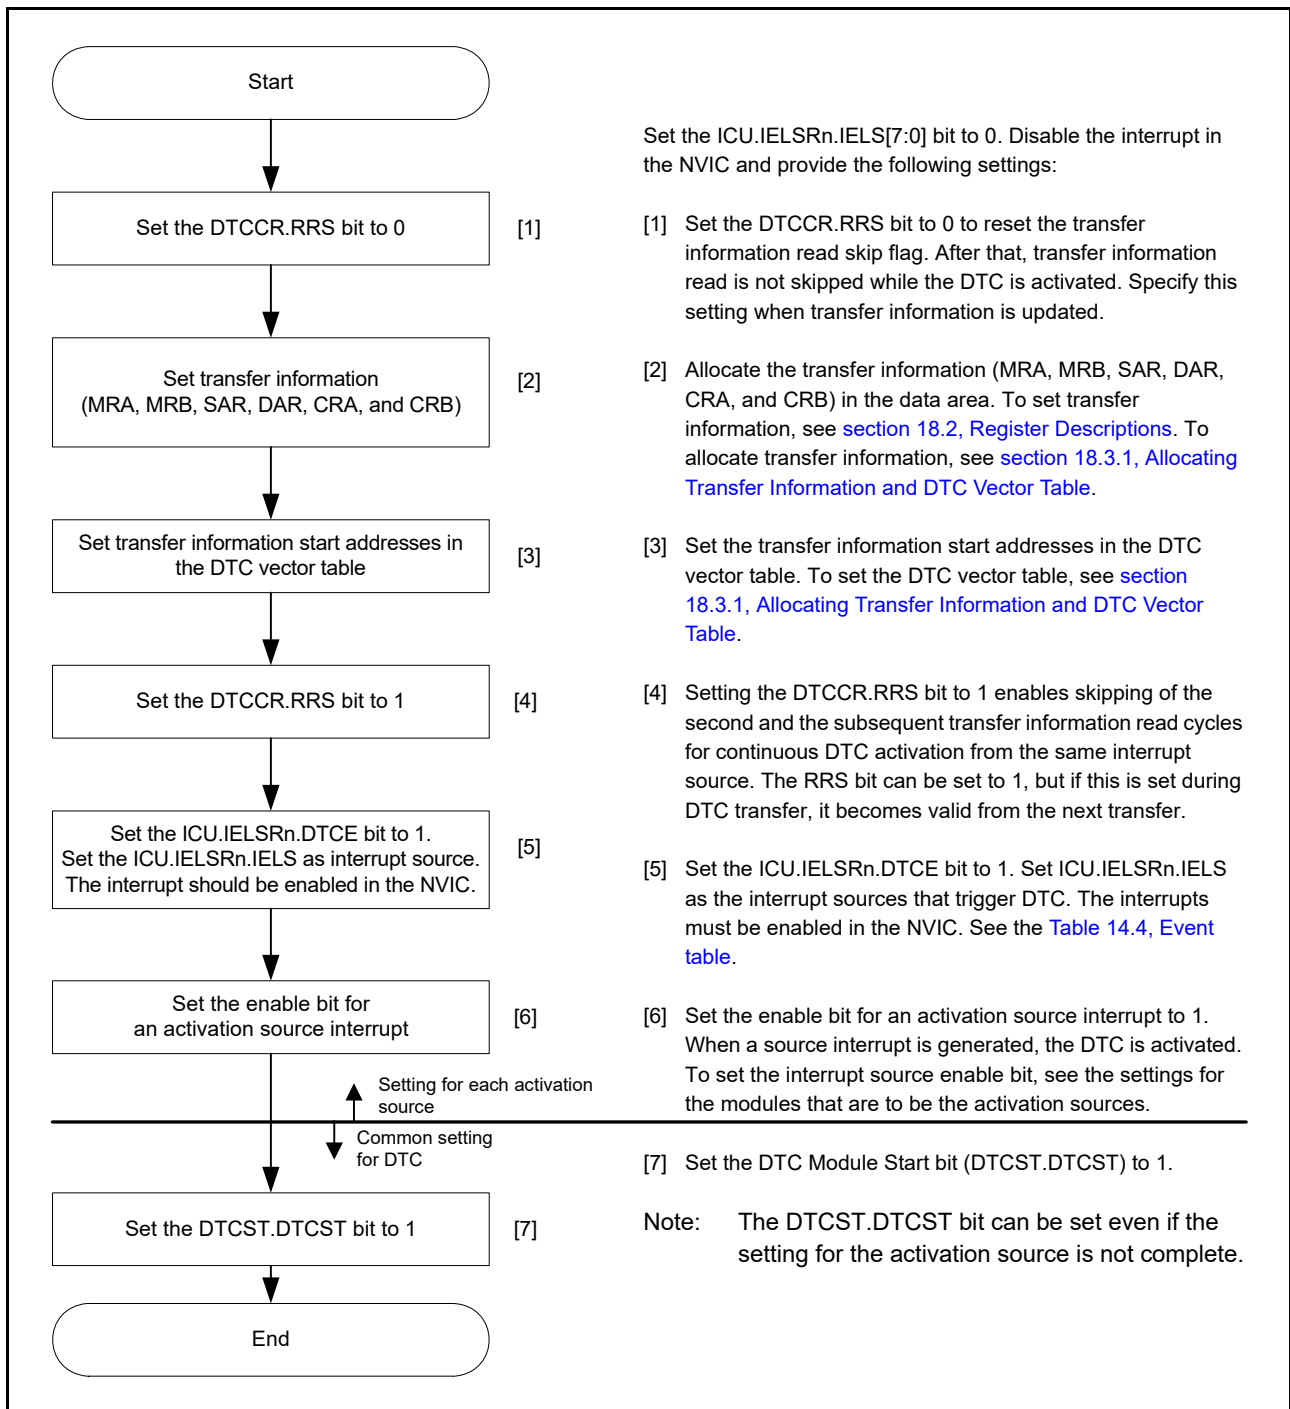 Start
Set the DTCCR.RRS bit to 0
[1]
Set transfer information
(MRA, MRB, SAR, DAR, CRA, and CRB)
[2]
Set transfer information start addresses in
the DTC vector table
[3]
Set the DTCCR.RRS bit to 1
[4]
Set the ICU.IELSRn.DTCE bit to 1.
Set the ICU.IELSRn.IELS as interrupt source.
The interrupt should be enabled in the NVIC.
[5]
Set the enable bit for
an activation source interrupt
[6]
Setting for each activation
source
Common setting
for DTC
Set the DTCST.DTCST bit to 1
[7]
End
Set the ICU.IELSRn.IELS[7:0] bit to 0. Disable the interrupt in
the NVIC and provide the following settings:
[1] Set the DTCCR.RRS bit to 0 to reset the transfer
information read skip flag. After that, transfer information
read is not skipped while the DTC is activated. Specify this
setting when transfer information is updated.
[2] Allocate the transfer information (MRA, MRB, SAR, DAR,
CRA, and CRB) in the data area. To set transfer
information, see section 18.2, Register Descriptions. To
allocate transfer information, see section 18.3.1, Allocating
Transfer Information and DTC Vector Table.
[3] Set the transfer information start addresses in the DTC
vector table. To set the DTC vector table, see section
18.3.1, Allocating Transfer Information and DTC Vector
Table.
[4] Setting the DTCCR.RRS bit to 1 enables skipping of the
second and the subsequent transfer information read cycles
for continuous DTC activation from the same interrupt
source. The RRS bit can be set to 1, but if this is set during
DTC transfer, it becomes valid from the next transfer.
[5] Set the ICU.IELSRn.DTCE bit to 1. Set ICU.IELSRn.IELS
as the interrupt sources that trigger DTC. The interrupts
must be enabled in the NVIC. See the Table 14.4, Event
table.
[6] Set the enable bit for an activation source interrupt to 1.
When a source interrupt is generated, the DTC is activated.
To set the interrupt source enable bit, see the settings for
the modules that are to be the activation sources.
[7] Set the DTC Module Start bit (DTCST.DTCST) to 1.
Note: The DTCST.DTCST bit can be set even if the
setting for the activation source is not complete.